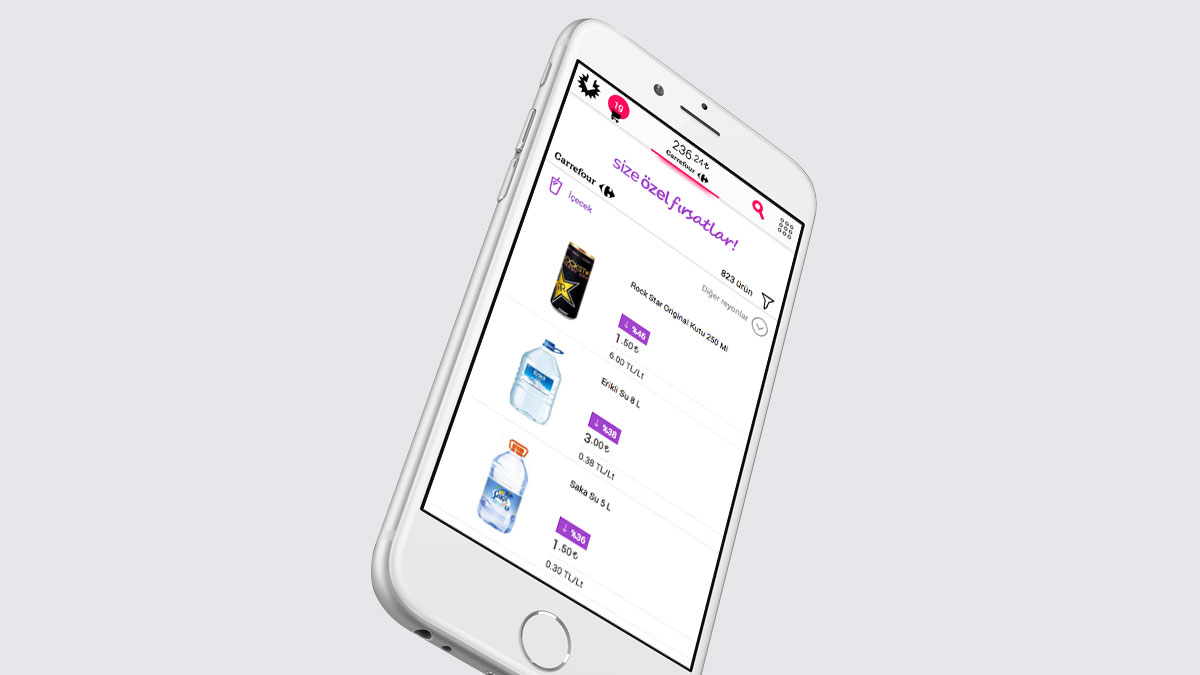 19
236.24₺
Carrefour
size özel fırsatlar!
Carrefour
İçecek
823 ürün
Diğer reyonlar
Rock Star Original Kutu 250 Ml
↓ %45
1.50₺
6.00 TL/Lt
Erikli Su 8 L
↓ %38
3.00₺
0.38 TL/Lt
Saka Su 5 L
↓ %36
1.50₺
0.30 TL/Lt